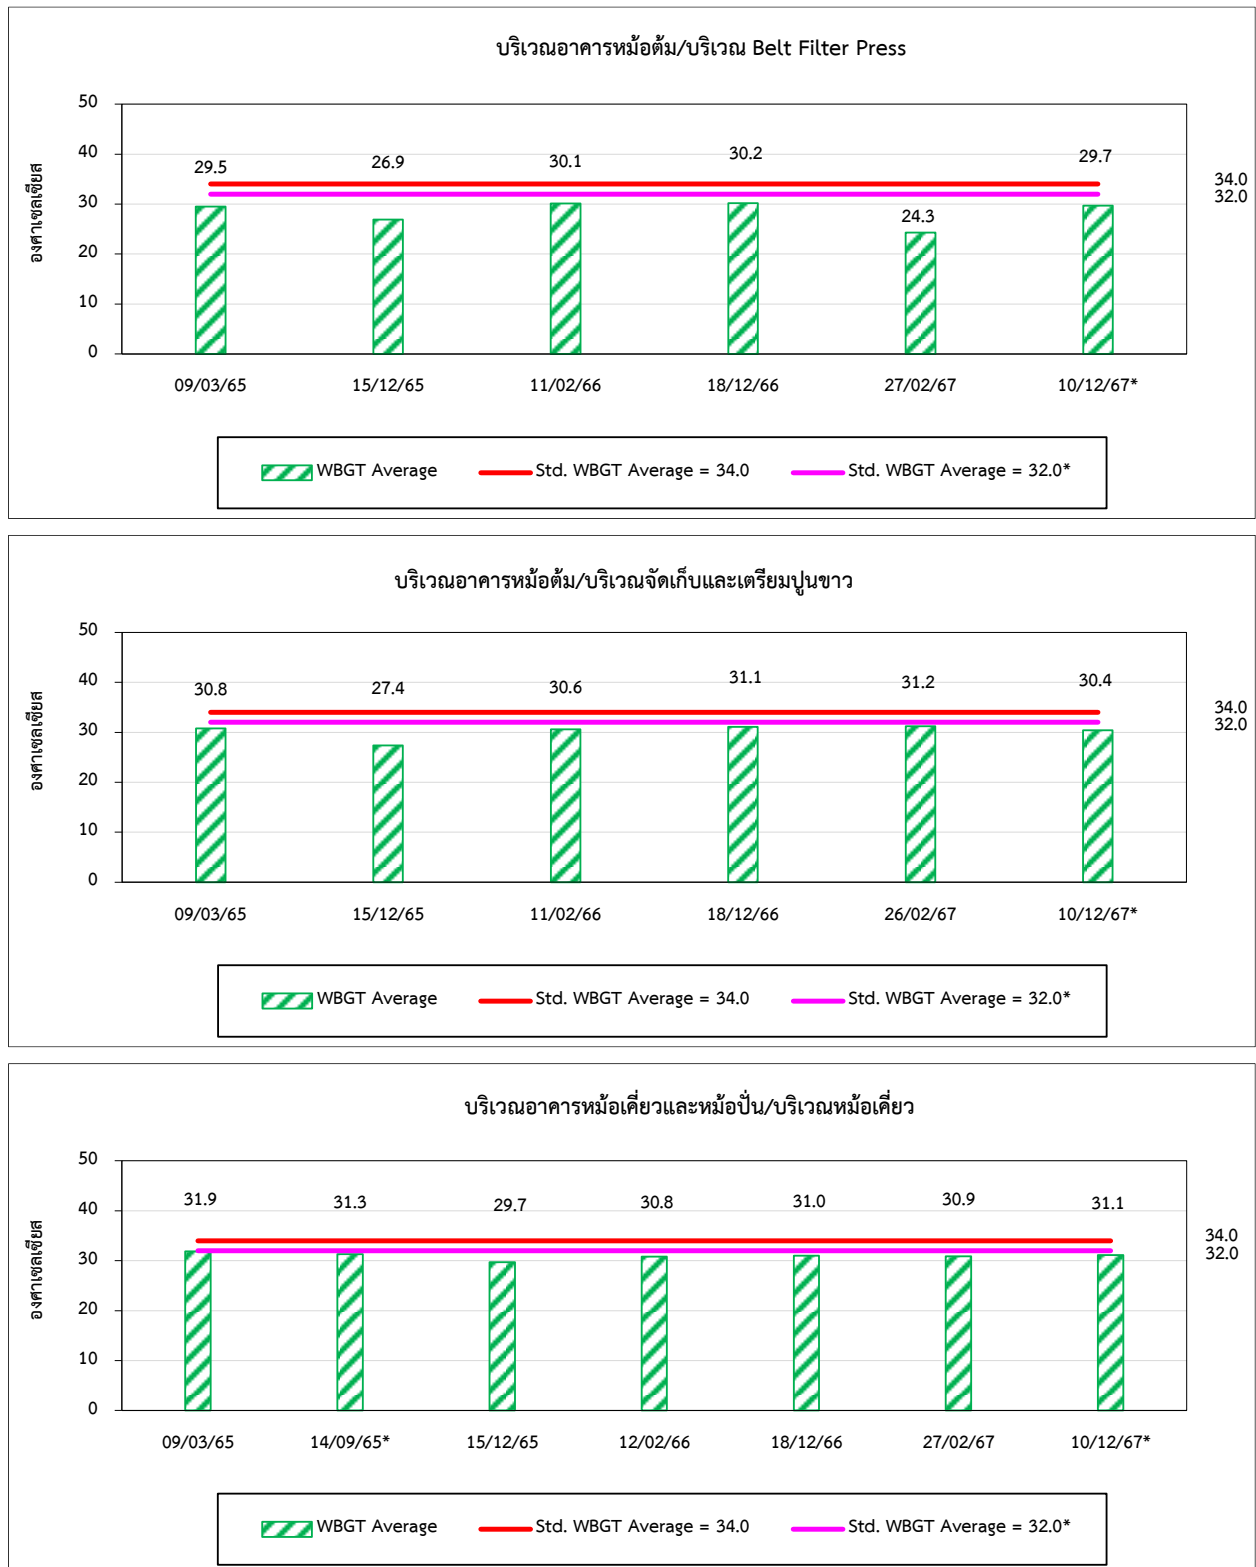 บริเวณอาคารหม้อต้ม/บริเวณ Belt Filter Press
องศาเซลเซียส
50
40
30
20
10
0
29.5 26.9 30.1 30.2 24.3 29.7
34.0
32.0
09/03/65 15/12/65 11/02/66 18/12/66 27/02/67 10/12/67*
WBGT Average Std. WBGT Average = 34.0 Std. WBGT Average = 32.0*
บริเวณอาคารหม้อต้ม/บริเวณจัดเก็บและเตรียมปูนขาว
องศาเซลเซียส
50
40
30
20
10
0
30.8 27.4 30.6 31.1 31.2 30.4
34.0
32.0
09/03/65 15/12/65 11/02/66 18/12/66 26/02/67 10/12/67*
WBGT Average Std. WBGT Average = 34.0 Std. WBGT Average = 32.0*
บริเวณอาคารหม้อเคี่ยวและหม้อปั่น/บริเวณหม้อเคี่ยว
องศาเซลเซียส
50
40
30
20
10
0
31.9 31.3 29.7 30.8 31.0 30.9 31.1
34.0
32.0
09/03/65 14/09/65* 15/12/65 12/02/66 18/12/66 27/02/67 10/12/67*
WBGT Average Std. WBGT Average = 34.0 Std. WBGT Average = 32.0*